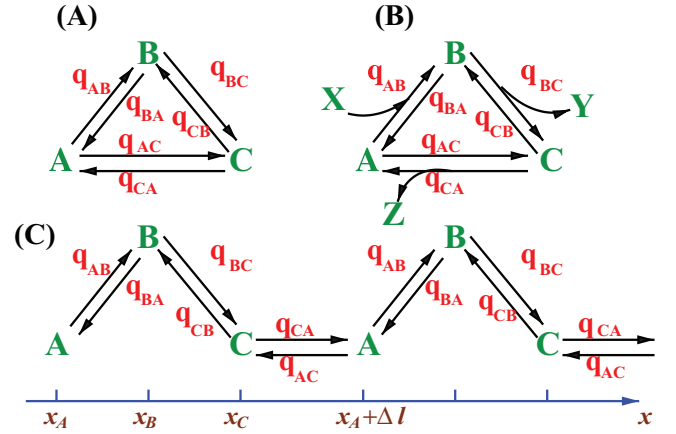 (A)
B
q_AB
q_BC
q_BA
q_CB
A
q_AC
C
q_CA
(B)
B
q_AB
q_BC
X
Y
q_BA
q_CB
A
q_AC
C
q_CA
Z
(C)
B
q_AB
q_BC
q_BA
q_CB
A
C
q_CA
q_AC
B
q_AB
q_BC
q_BA
q_CB
A
C
q_CA
q_AC
x_A
x_B
x_C
x_A+Δl
x